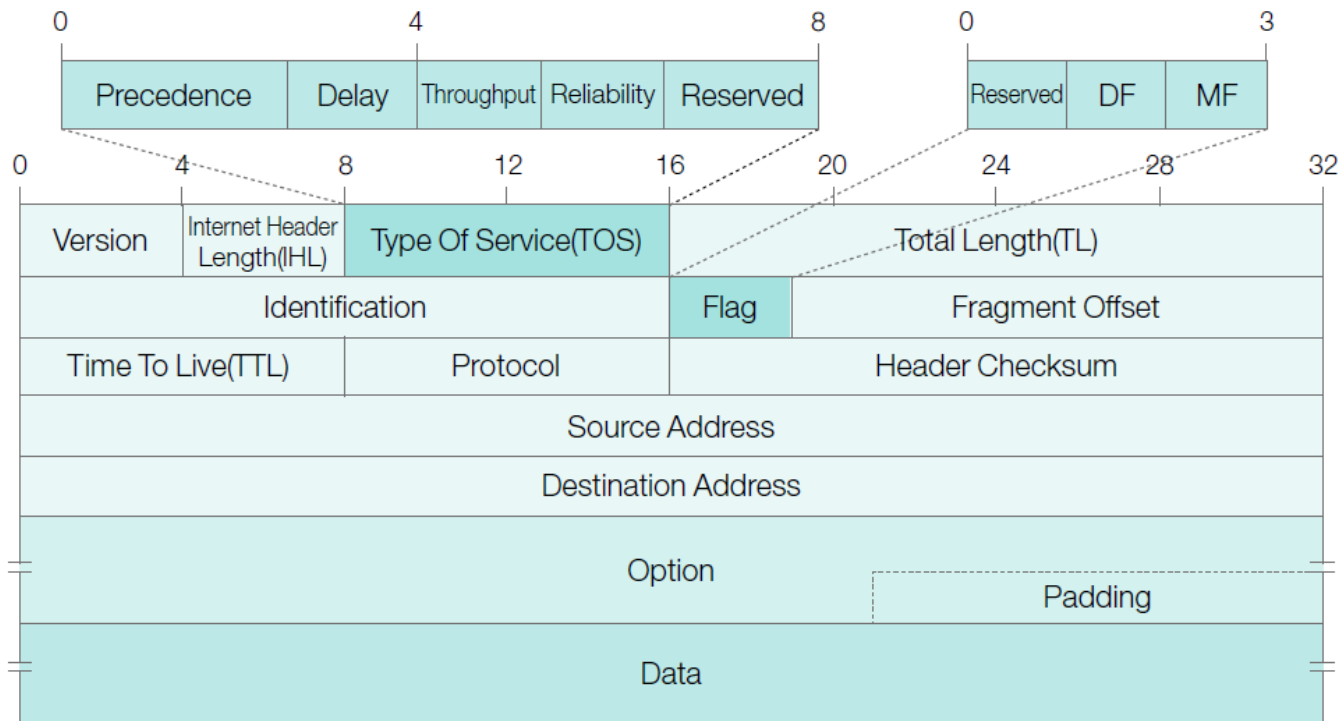 0 4 8 0 3
Precedence Delay Throughput Reliability Reserved Reserved DF MF
0 4 8 12 16 20 24 28 32
Version Internet Header Length(IHL) Type Of Service(TOS) Total Length(TL)
Identification Flag Fragment Offset
Time To Live(TTL) Protocol Header Checksum
Source Address
Destination Address
Option
Padding
Data